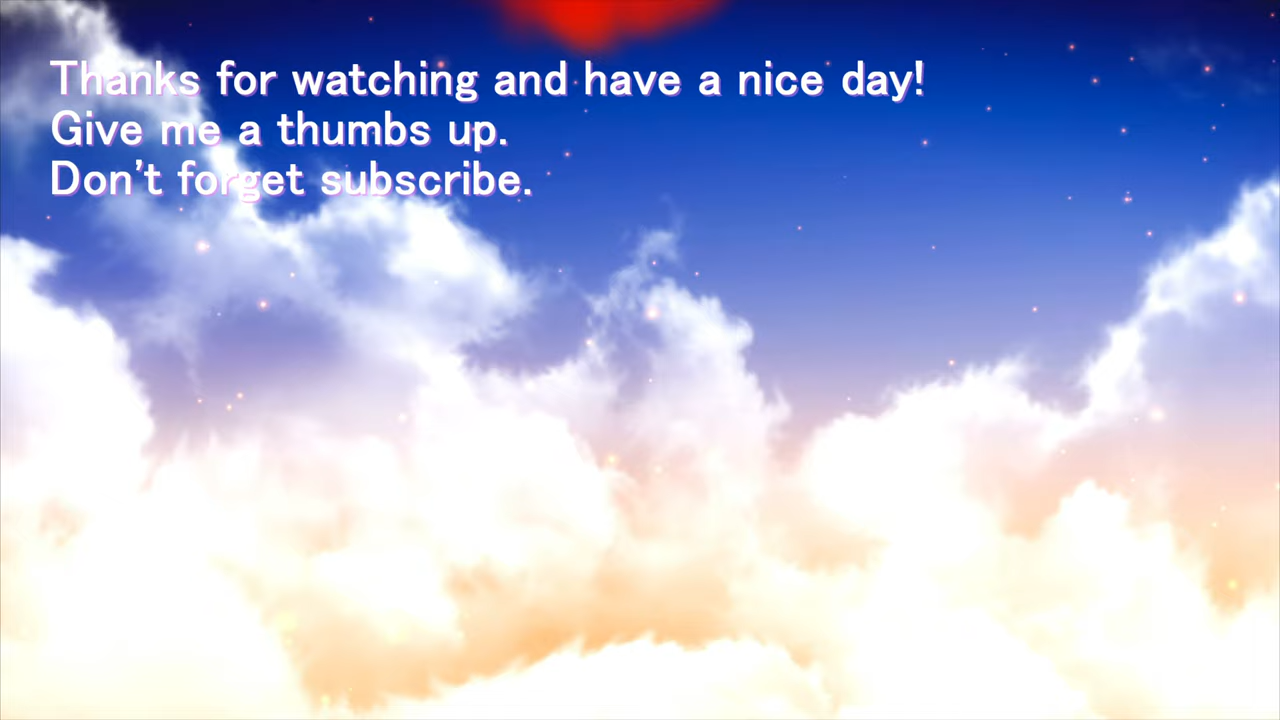 Thanks for watching and have a nice day!
Give me a thumbs up.
Don't forget subscribe.